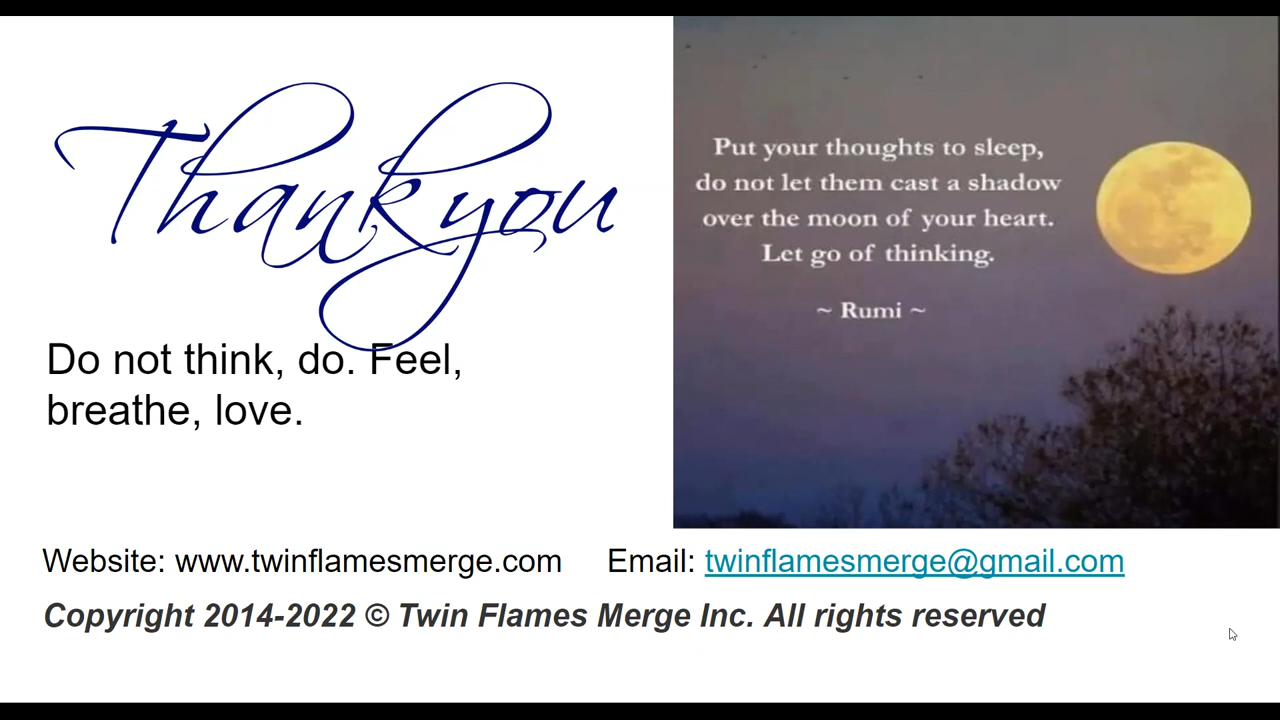 Thank you
Do not think, do. Feel,
breathe, love.
Put your thoughts to sleep,
do not let them cast a shadow
over the moon of your heart.
Let go of thinking.
~ Rumi ~
Website: www.twinflamesmerge.com Email: twinflamesmerge@gmail.com
Copyright 2014-2022 © Twin Flames Merge Inc. All rights reserved